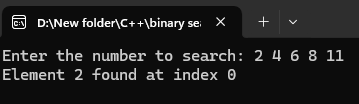 D:\New folder\C++\binary sea
Enter the number to search: 2 4 6 8 11
Element 2 found at index 0